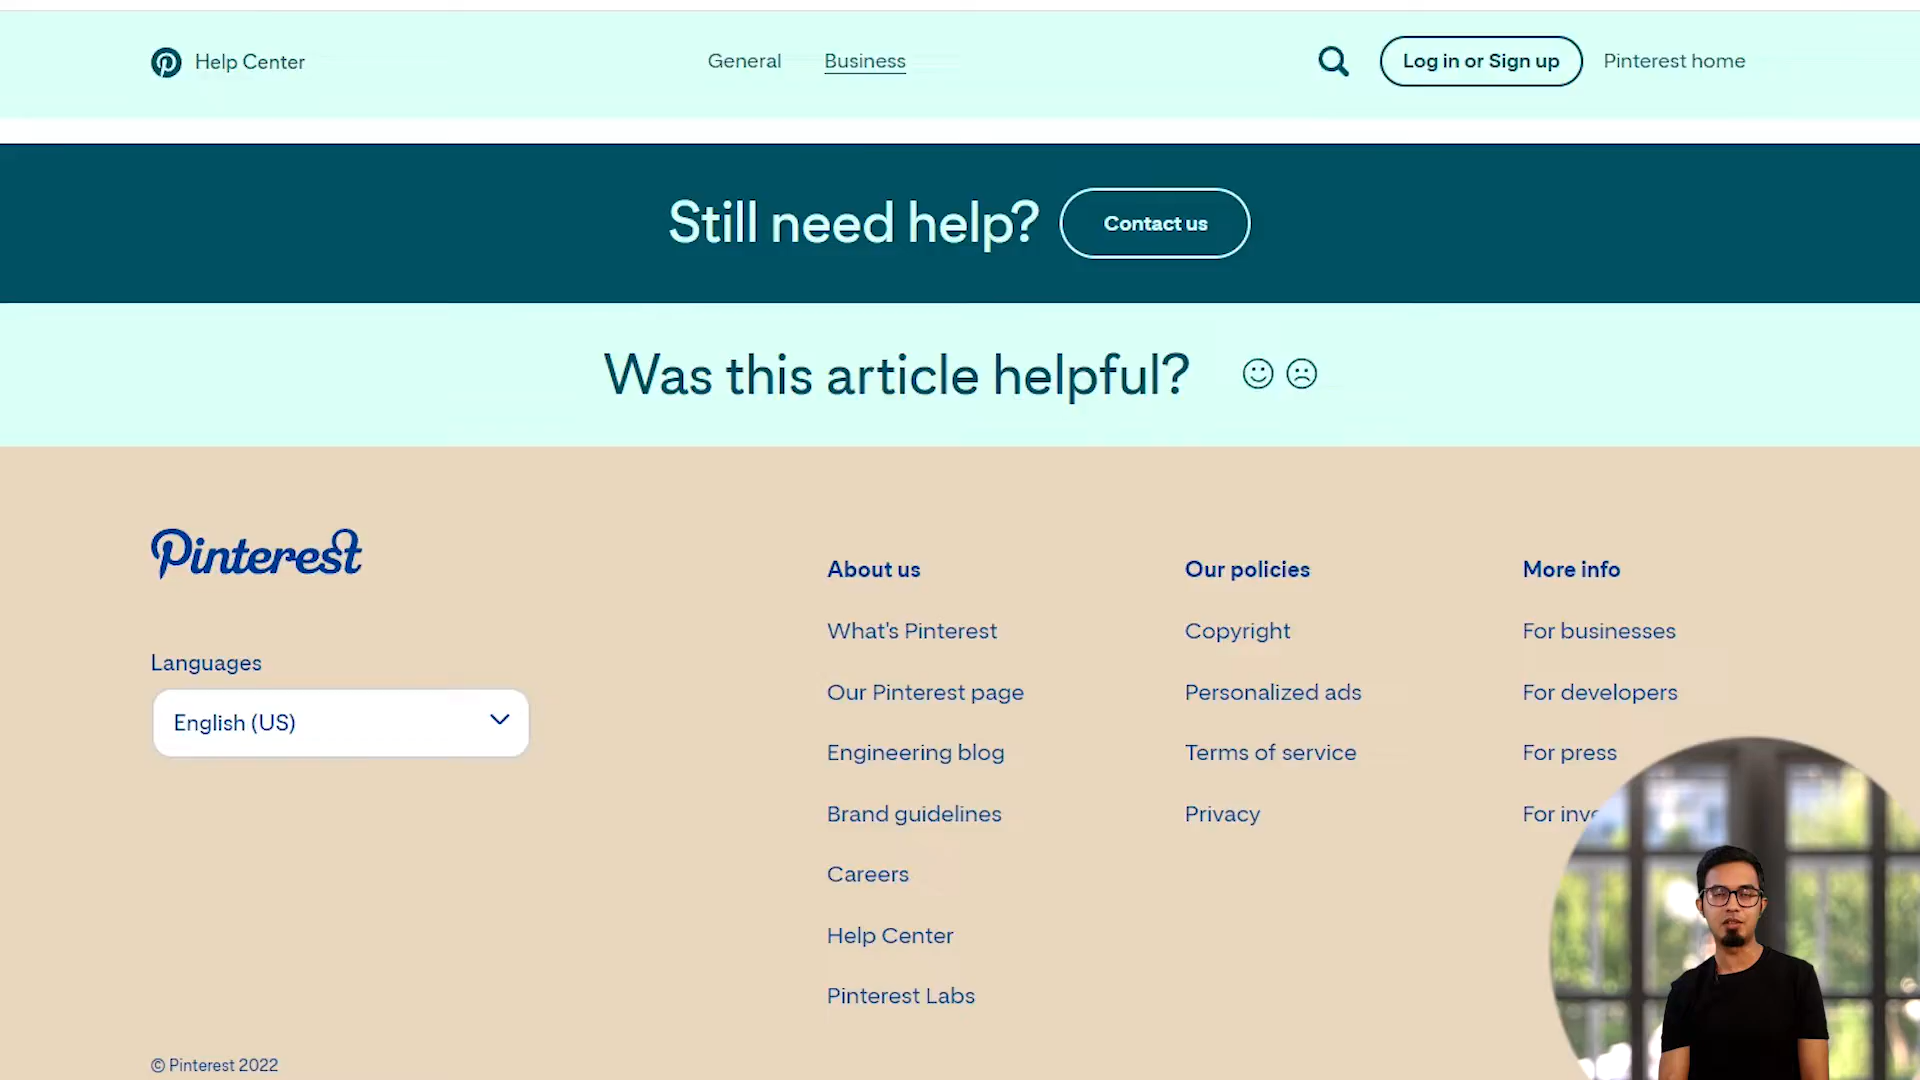 Help Center
General
Business
Log in or Sign up
Pinterest home
Still need help?
Contact us
Was this article helpful?
Pinterest
Languages
English (US)
About us
What's Pinterest
Our Pinterest page
Engineering blog
Brand guidelines
Careers
Help Center
Pinterest Labs
Our policies
Copyright
Personalized ads
Terms of service
Privacy
More info
For businesses
For developers
For press
For
© Pinterest 2022